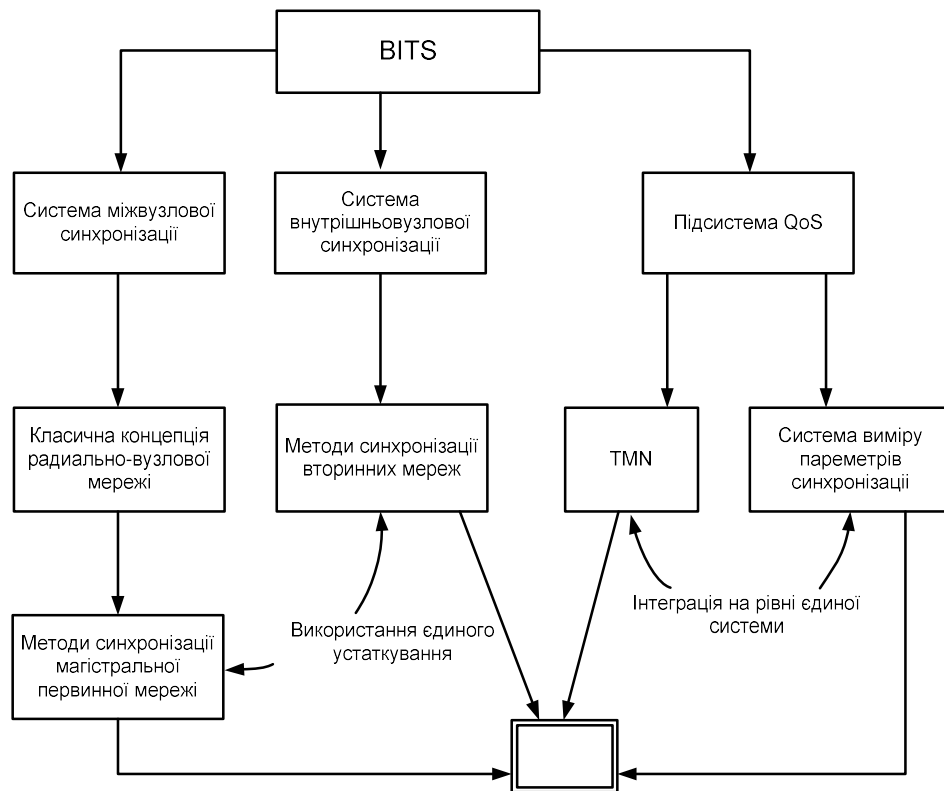 BITS
Система міжвузлової
синхронізації
Система
внутрішньовузлової
синхронізації
Підсистема QoS
Класична концепція
радиально-вузлової
мережі
Методи синхронізації
вторинних мереж
TMN
Система виміру
пареметрів
синхронізаціі
Методи синхронізації
магістральної
первинної мережі
Використання єдиного
устаткування
Інтеграція на рівні єдиної
системи